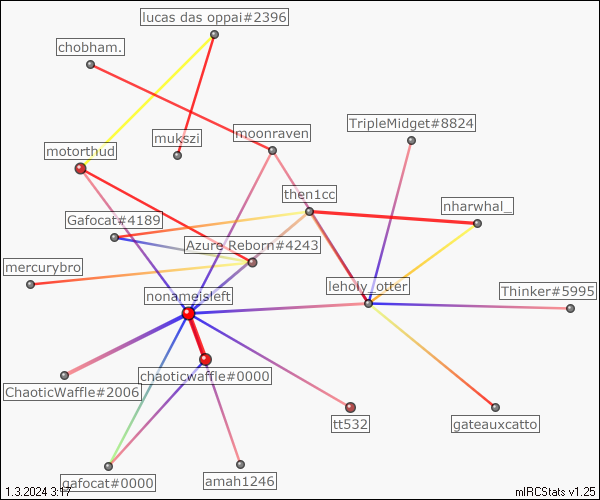 lucas das oppai#2396
chobham.
TripleMidget#8824
mukszi
moonraven
motorthud
then1cc
nharwhal_
Gafocat#4189
Azure Reborn#4243
mercurybro
leholy_otter
nonameisleft
Thinker#5995
chaoticwaffle#0000
ChaoticWaffle#2006
tt532
gateauxcatto
gafocat#0000
amah1246
1.3.2024 3:17
mIRCStats v1.25